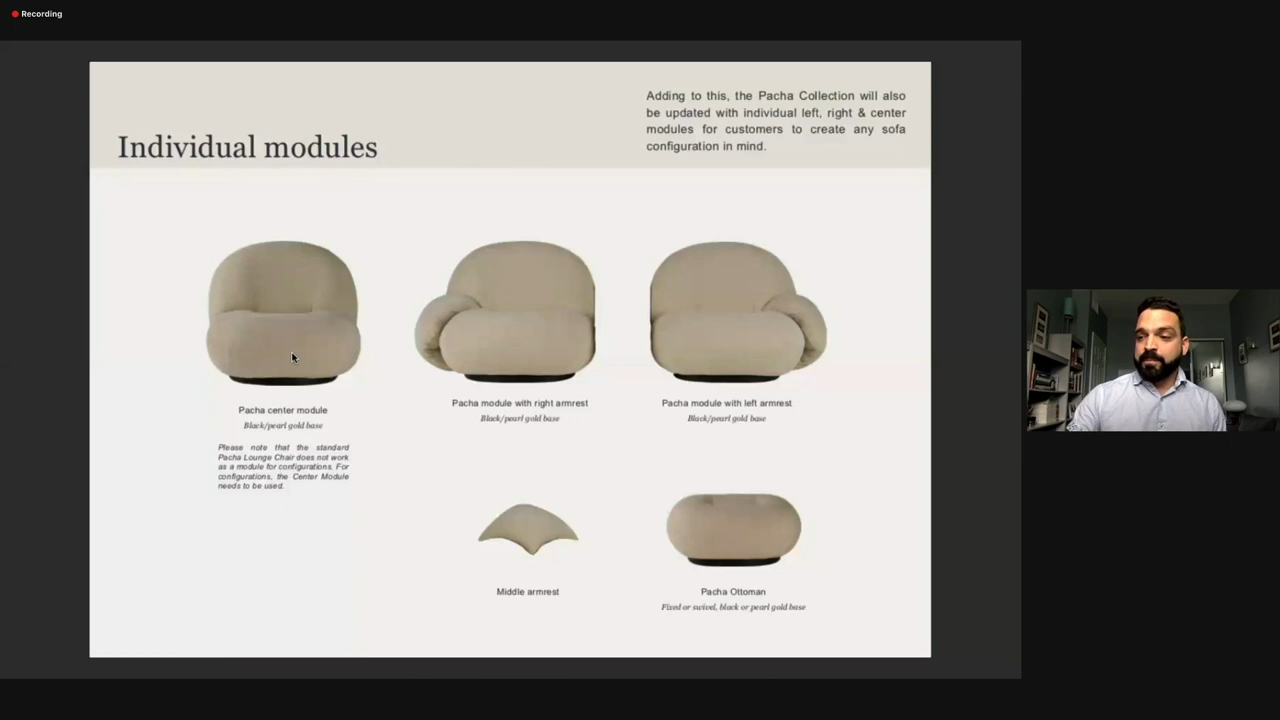 Recording
Adding to this, the Pacha Collection will also
be updated with individual left, right & center
modules for customers to create any sofa
configuration in mind.
Individual modules
Pacha center module
Black/pearl gold base
Please note that the standard
Pacha Lounge Chair does not work
as a module for configurations. For
configurations, the Center Module
needs to be used.
Pacha module with right armrest
Black/pearl gold base
Pacha module with left armrest
Black/pearl gold base
Middle armrest
Pacha Ottoman
Fixed or swivel, black or pearl gold base